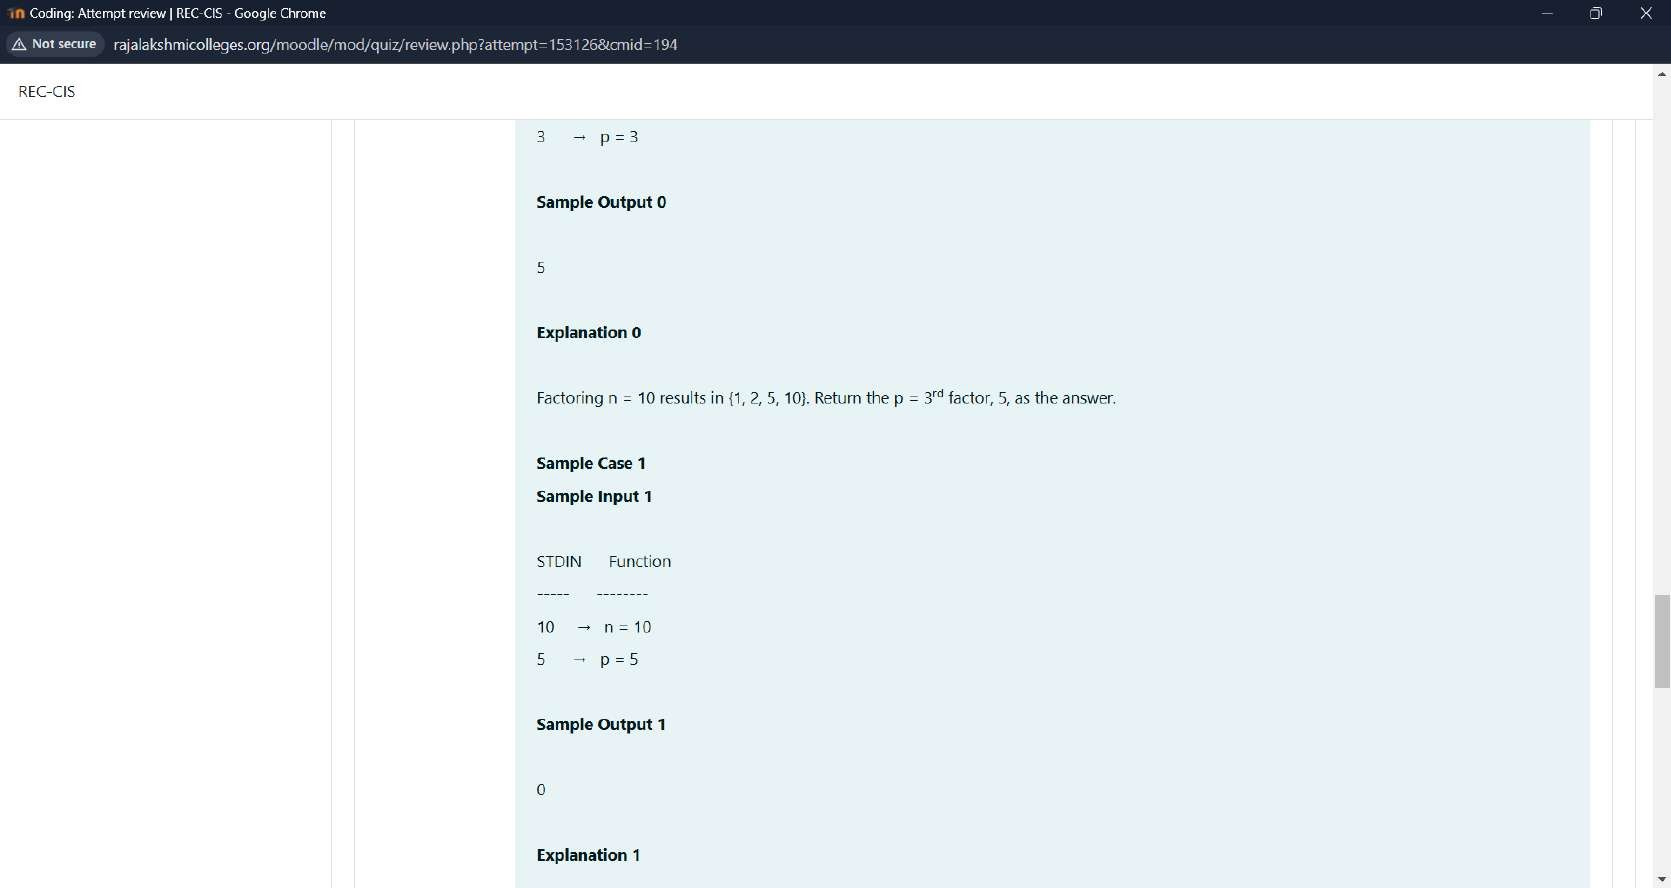 Coding: Attempt review | REC-CIS - Google Chrome
Not secure rajalakshmicolleges.org/moodle/mod/quiz/review.php?attempt=153126&cmid=194
REC-CIS
3 → p = 3
Sample Output 0
5
Explanation 0
Factoring n = 10 results in {1, 2, 5, 10}. Return the p = 3rd factor, 5, as the answer.
Sample Case 1
Sample Input 1
STDIN Function
----- --------
10 → n = 10
5 → p = 5
Sample Output 1
0
Explanation 1